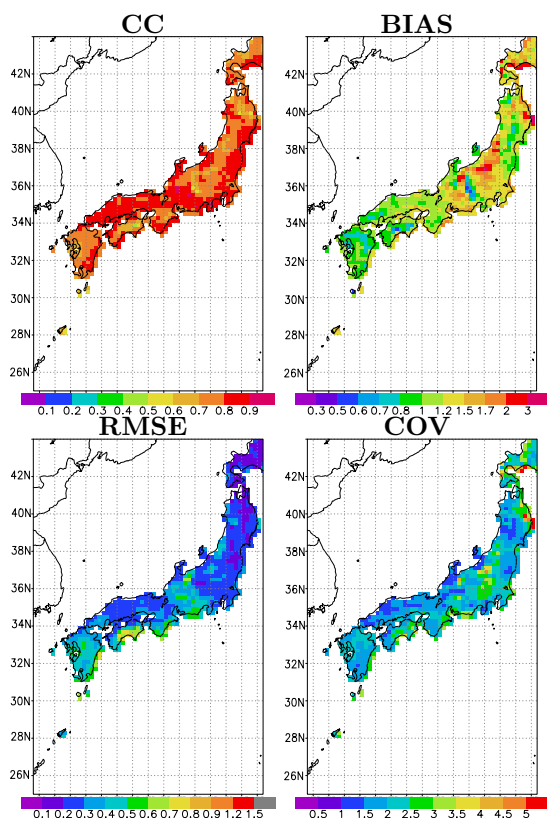 CC BIAS
42N 42N
40N 40N
38N 38N
36N 36N
34N 34N
32N 32N
30N 30N
28N 28N
26N 26N
0.1 0.2 0.3 0.4 0.5 0.6 0.7 0.8 0.9 0.3 0.5 0.6 0.7 0.8 1 1.2 1.5 1.7 2 3
RMSE COV
42N 42N
40N 40N
38N 38N
36N 36N
34N 34N
32N 32N
30N 30N
28N 28N
26N 26N
0.1 0.2 0.3 0.4 0.5 0.6 0.7 0.8 0.9 1.2 1.5 0.5 1 1.5 2 2.5 3 3.5 4 4.5 5